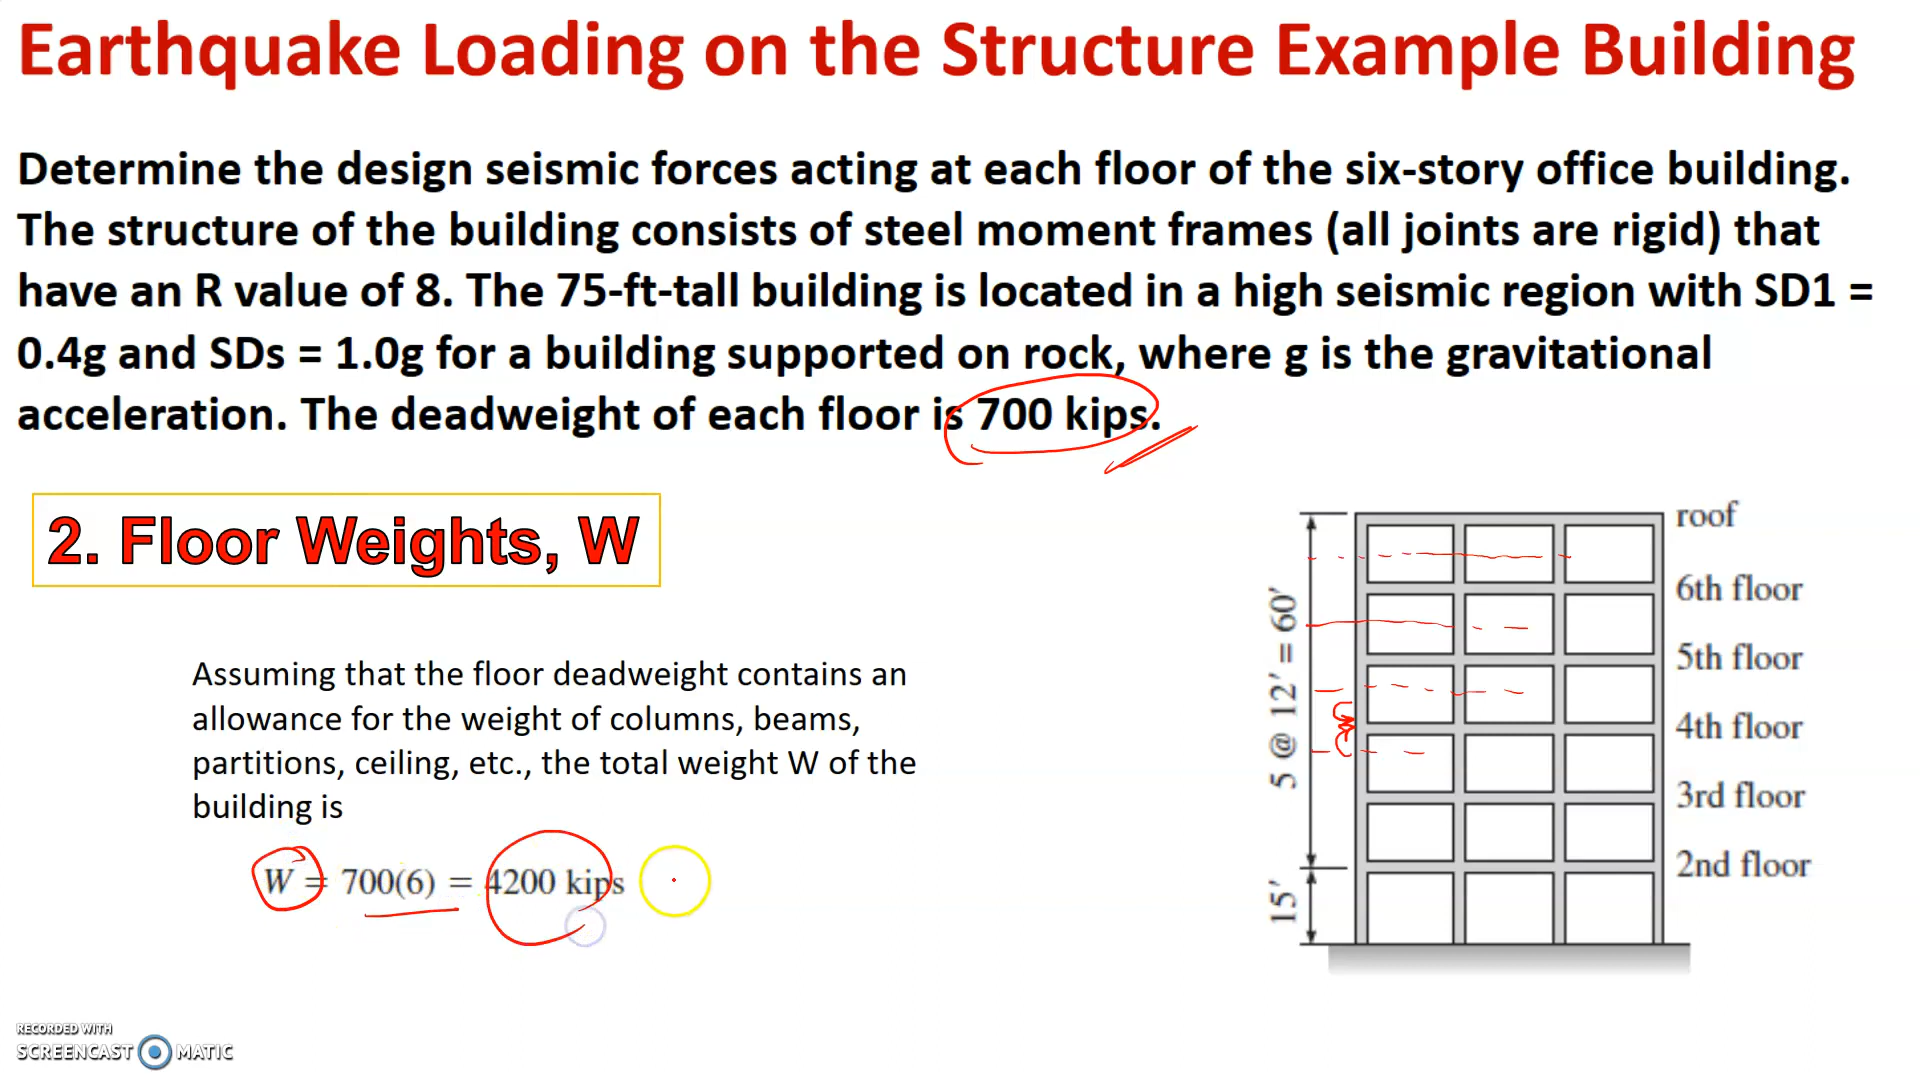 Earthquake Loading on the Structure Example Building
Determine the design seismic forces acting at each floor of the six-story office building.
The structure of the building consists of steel moment frames (all joints are rigid) that
have an R value of 8. The 75-ft-tall building is located in a high seismic region with SD1 =
0.4g and SDs = 1.0g for a building supported on rock, where g is the gravitational
acceleration. The deadweight of each floor is 700 kips.
2. Floor Weights, W
Assuming that the floor deadweight contains an
allowance for the weight of columns, beams,
partitions, ceiling, etc., the total weight W of the
building is
W = 700(6) = 4200 kips
roof
6th floor
5th floor
4th floor
3rd floor
2nd floor
5 @ 12′ = 60′
15′
RECORDED WITH
SCREENCAST MATIC